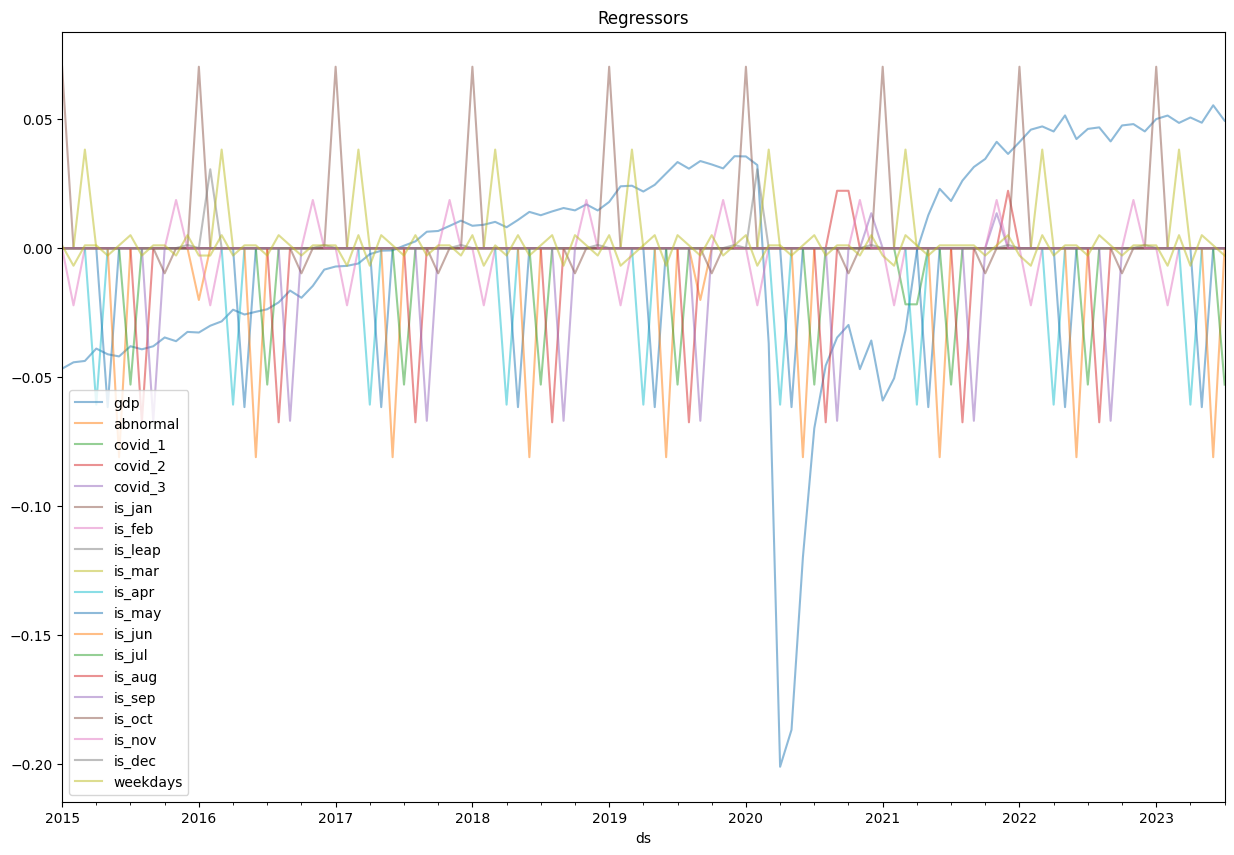 Regressors
0.05
0.00
−0.05
−0.10
−0.15
−0.20
gdp
abnormal
covid_1
covid_2
covid_3
is_jan
is_feb
is_leap
is_mar
is_apr
is_may
is_jun
is_jul
is_aug
is_sep
is_oct
is_nov
is_dec
weekdays
2015 2016 2017 2018 2019 2020 2021 2022 2023
ds